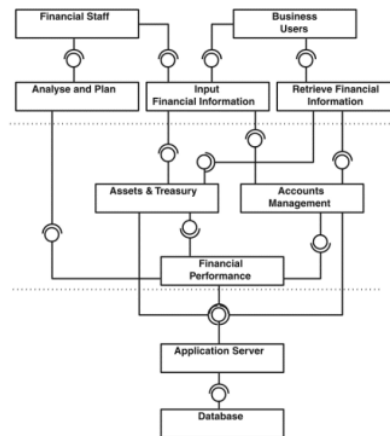 Financial Staff
Business
Users
Analyse and Plan
Input
Financial Information
Retrieve Financial
Information
Assets & Treasury
Accounts
Management
Financial
Performance
Application Server
Database